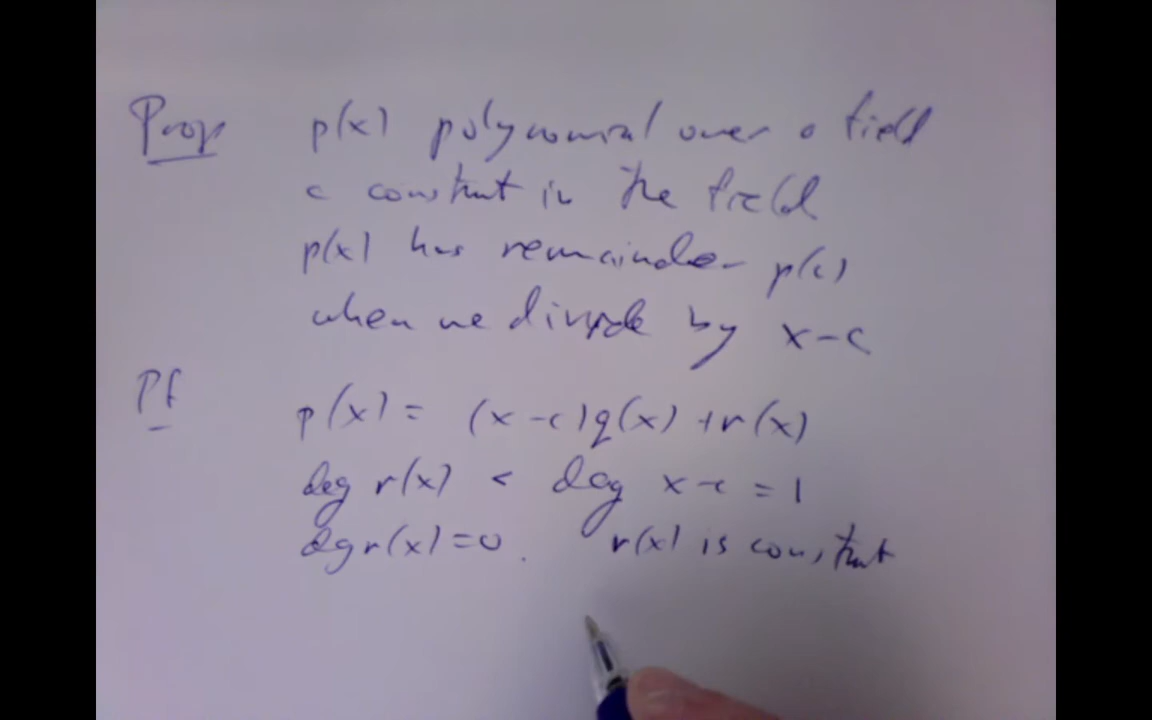 Prop p(x) polynomial over a field
c constant in the field
p(x) has remainder p(c)
when we divide by x-c
Pf p(x) = (x-c)q(x) + r(x)
deg r(x) < deg x-c = 1
deg r(x) = 0. r(x) is constant